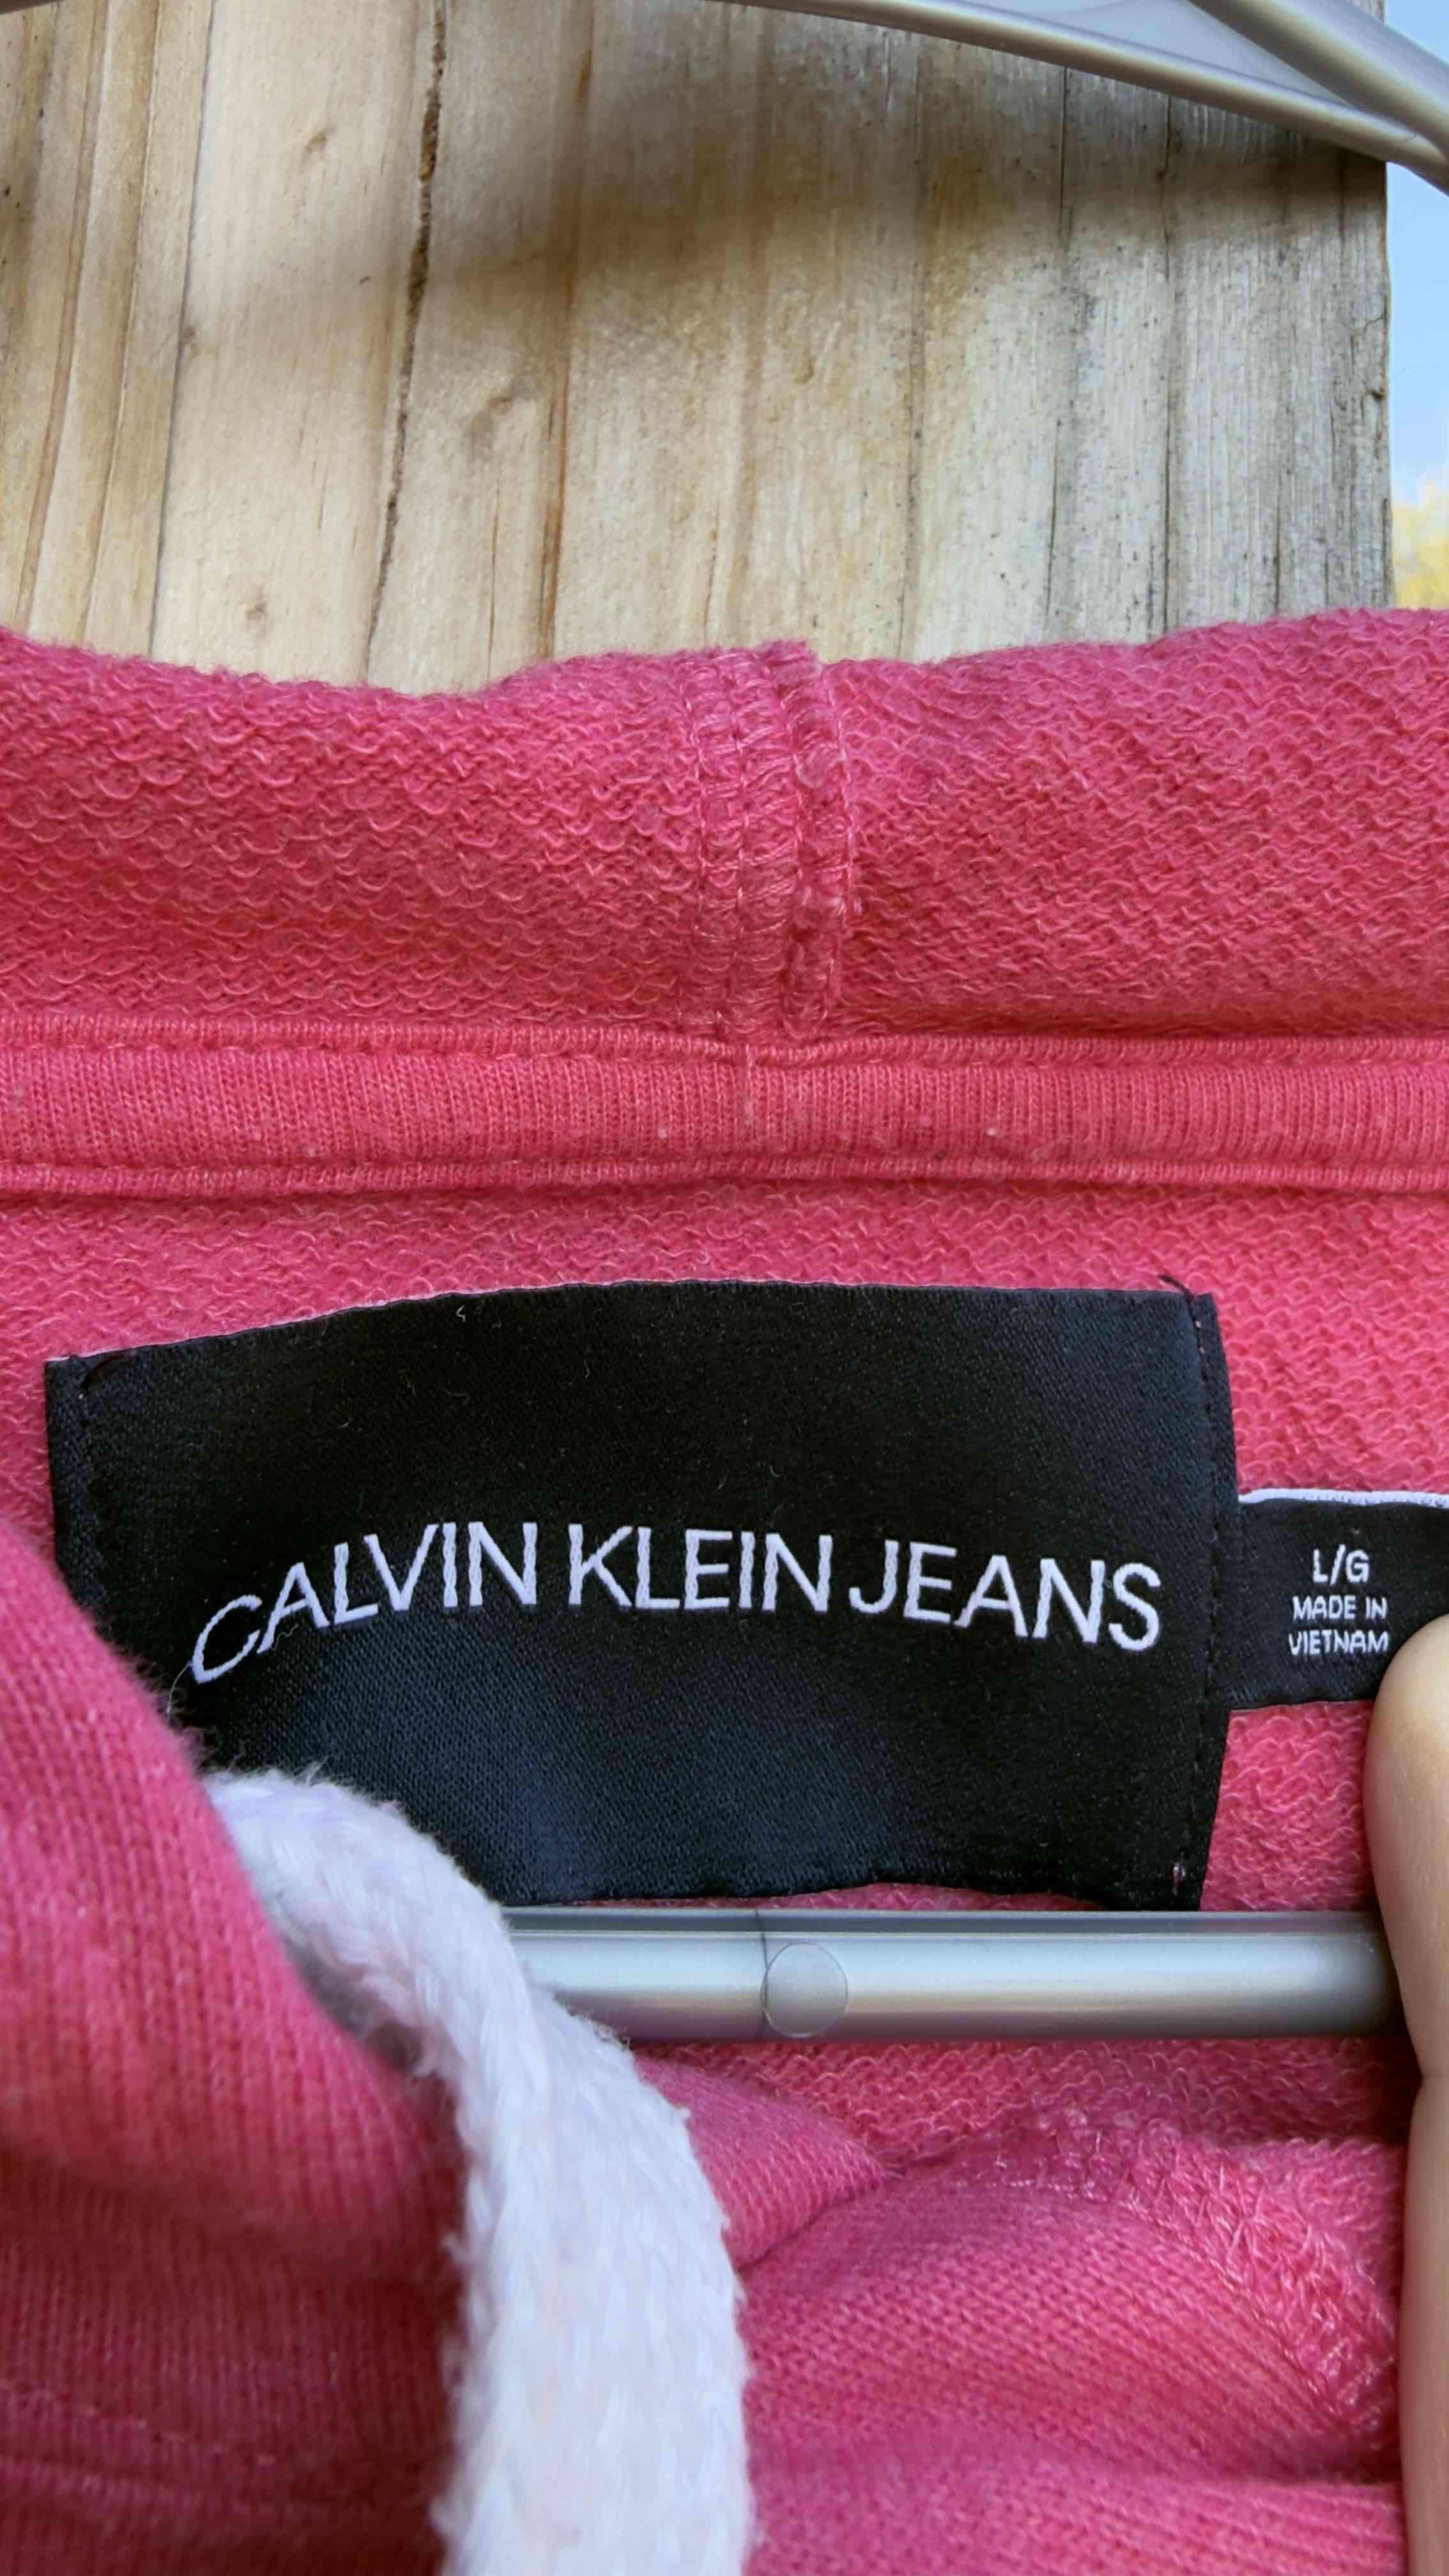 CALVIN KLEIN JEANS
L/G
MADE IN
VIETNAM